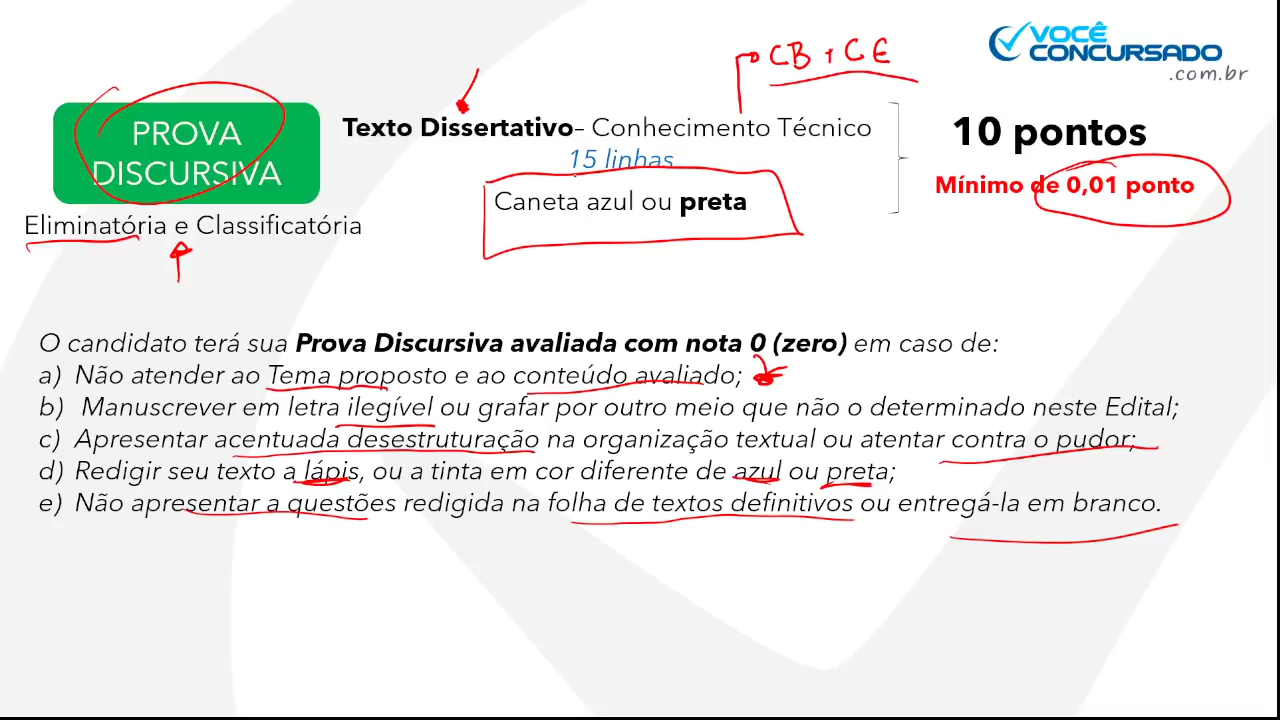 VOCÊ
CONCURSADO
.com.br
CB + CE
PROVA
DISCURSIVA
Eliminatória e Classificatória
Texto Dissertativo– Conhecimento Técnico
15 linhas
Caneta azul ou preta
10 pontos
Mínimo de 0,01 ponto
O candidato terá sua Prova Discursiva avaliada com nota 0 (zero) em caso de:
a) Não atender ao Tema proposto e ao conteúdo avaliado;
b) Manuscrever em letra ilegível ou grafar por outro meio que não o determinado neste Edital;
c) Apresentar acentuada desestruturação na organização textual ou atentar contra o pudor;
d) Redigir seu texto a lápis, ou a tinta em cor diferente de azul ou preta;
e) Não apresentar a questões redigida na folha de textos definitivos ou entregá-la em branco.